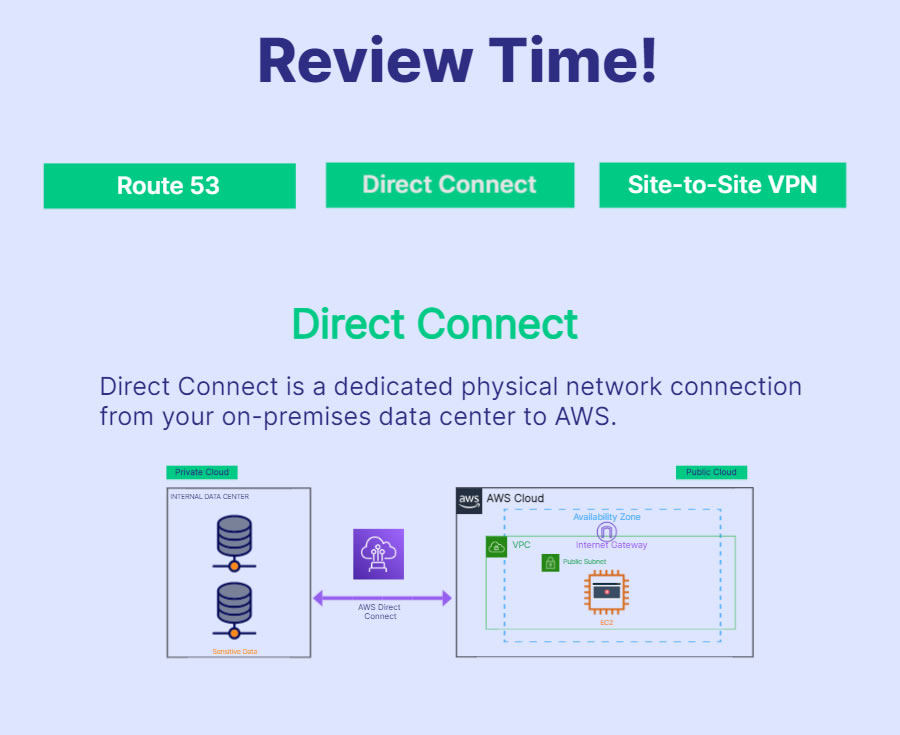 Review Time!
Route 53
Direct Connect
Site-to-Site VPN
Direct Connect
Direct Connect is a dedicated physical network connection
from your on-premises data center to AWS.
Private Cloud
Public Cloud
INTERNAL DATA CENTER
Sensitive Data
AWS Direct
Connect
aws
AWS Cloud
Availability Zone
VPC
Internet Gateway
Public Subnet
EC2